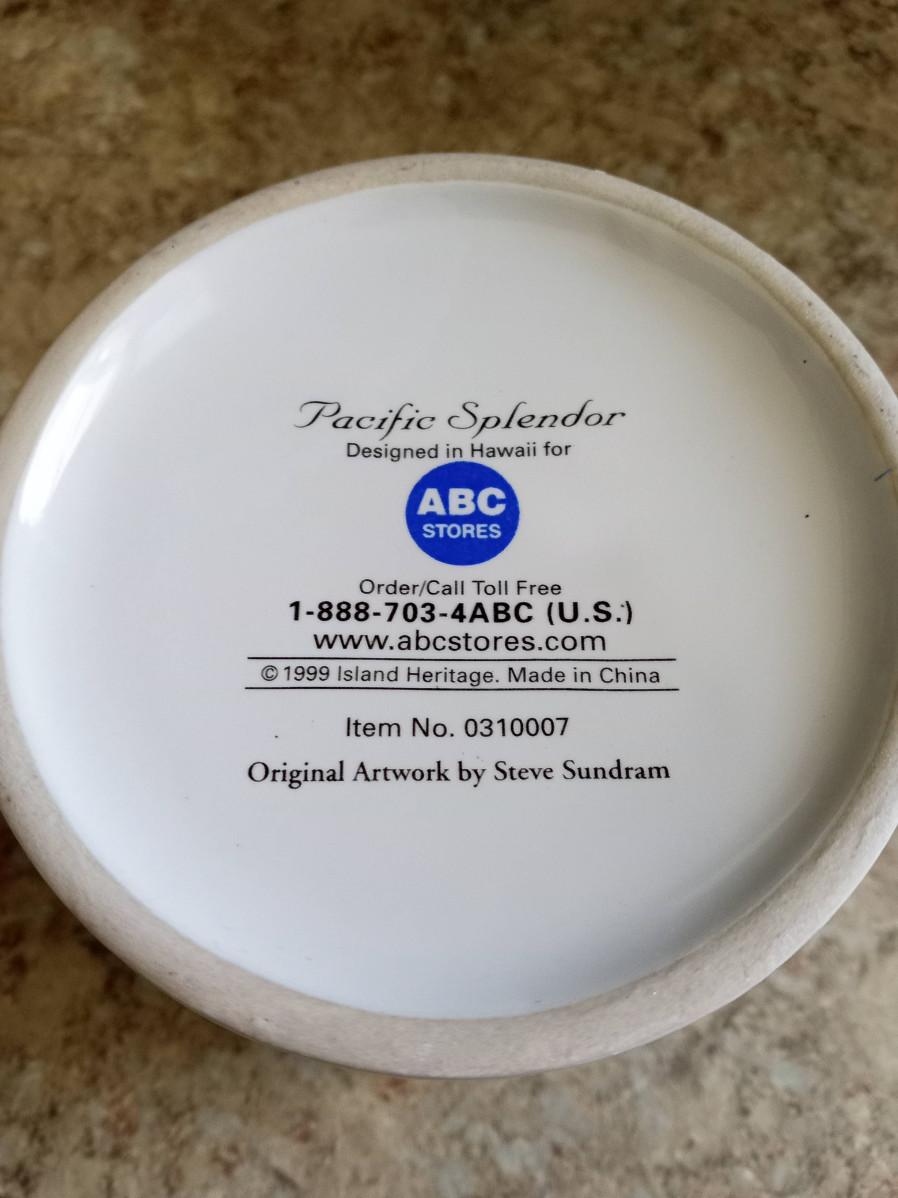 Pacific Splendor
Designed in Hawaii for
ABC
STORES
Order/Call Toll Free
1-888-703-4ABC (U.S.)
www.abcstores.com
©1999 Island Heritage. Made in China
Item No. 0310007
Original Artwork by Steve Sundram